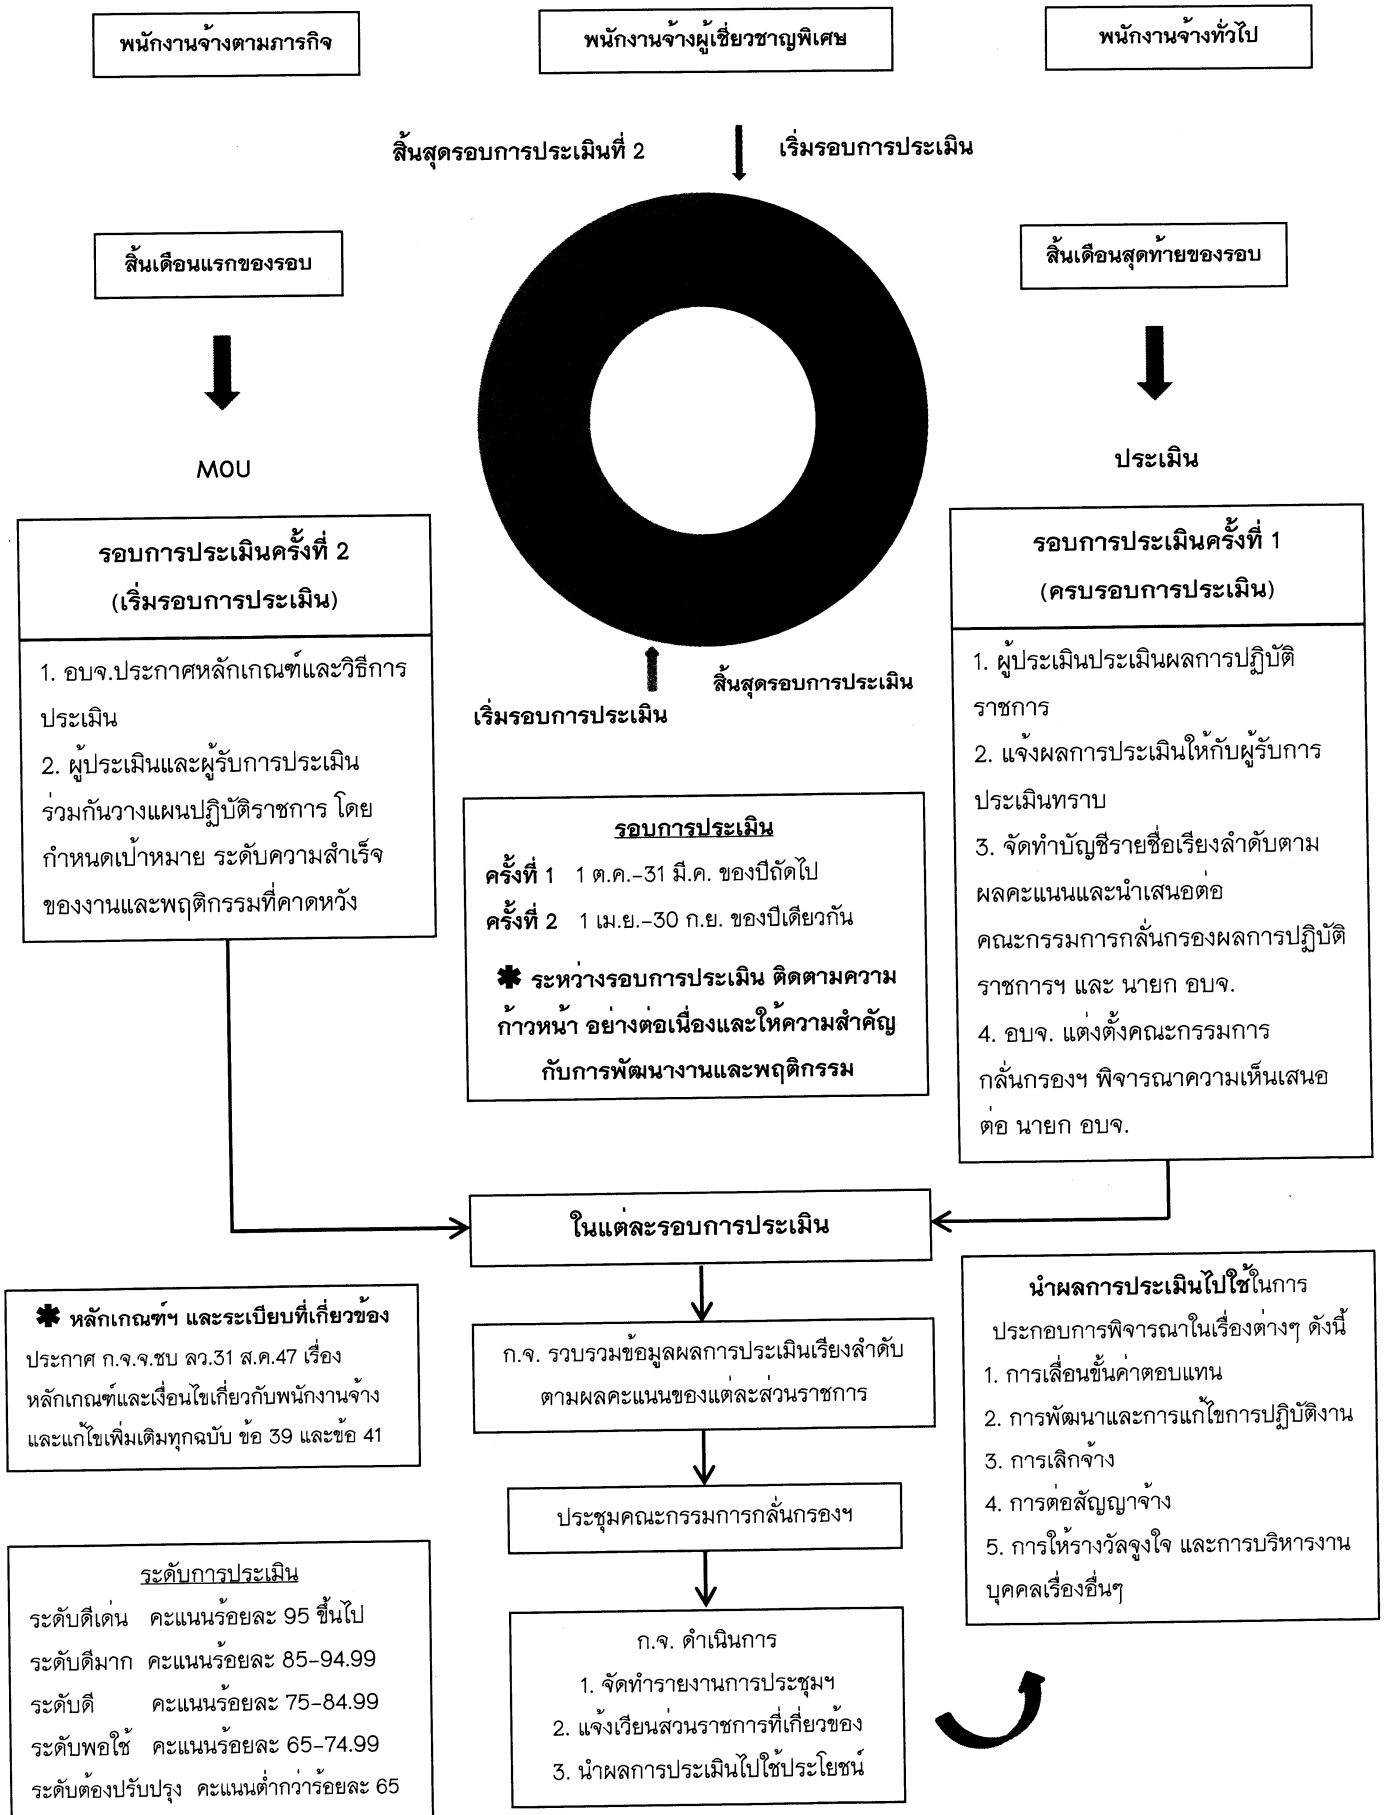 พนักงานจ้างตามภารกิจ
พนักงานจ้างผู้เชี่ยวชาญพิเศษ
พนักงานจ้างทั่วไป
สิ้นสุดรอบการประเมินที่ 2
เริ่มรอบการประเมิน
สิ้นเดือนแรกของรอบ
สิ้นเดือนสุดท้ายของรอบ
MOU
ประเมิน
รอบการประเมินครั้งที่ 2
(เริ่มรอบการประเมิน)
1. อบจ.ประกาศหลักเกณฑ์และวิธีการ
ประเมิน
2. ผู้ประเมินและผู้รับการประเมิน
ร่วมกันวางแผนปฏิบัติราชการ โดย
กำหนดเป้าหมาย ระดับความสำเร็จ
ของงานและพฤติกรรมที่คาดหวัง
เริ่มรอบการประเมิน
สิ้นสุดรอบการประเมิน
รอบการประเมิน
ครั้งที่ 1 1 ต.ค.-31 มี.ค. ของปีถัดไป
ครั้งที่ 2 1 เม.ย.-30 ก.ย. ของปีเดียวกัน
✱ ระหว่างรอบการประเมิน ติดตามความ
ก้าวหน้า อย่างต่อเนื่องและให้ความสำคัญ
กับการพัฒนางานและพฤติกรรม
รอบการประเมินครั้งที่ 1
(ครบรอบการประเมิน)
1. ผู้ประเมินประเมินผลการปฏิบัติ
ราชการ
2. แจ้งผลการประเมินให้กับผู้รับการ
ประเมินทราบ
3. จัดทำบัญชีรายชื่อเรียงลำดับตาม
ผลคะแนนและนำเสนอต่อ
คณะกรรมการกลั่นกรองผลการปฏิบัติ
ราชการฯ และ นายก อบจ.
4. อบจ. แต่งตั้งคณะกรรมการ
กลั่นกรองฯ พิจารณาความเห็นเสนอ
ต่อ นายก อบจ.
ในแต่ละรอบการประเมิน
ก.จ. รวบรวมข้อมูลผลการประเมินเรียงลำดับ
ตามผลคะแนนของแต่ละส่วนราชการ
ประชุมคณะกรรมการกลั่นกรองฯ
ก.จ. ดำเนินการ
1. จัดทำรายงานการประชุมฯ
2. แจ้งเวียนส่วนราชการที่เกี่ยวข้อง
3. นำผลการประเมินไปใช้ประโยชน์
✱ หลักเกณฑ์ฯ และระเบียบที่เกี่ยวข้อง
ประกาศ ก.จ.จ.ชบ ลว.31 ส.ค.47 เรื่อง
หลักเกณฑ์และเงื่อนไขเกี่ยวกับพนักงานจ้าง
และแก้ไขเพิ่มเติมทุกฉบับ ข้อ 39 และข้อ 41
ระดับการประเมิน
ระดับดีเด่น คะแนนร้อยละ 95 ขึ้นไป
ระดับดีมาก คะแนนร้อยละ 85-94.99
ระดับดี คะแนนร้อยละ 75-84.99
ระดับพอใช้ คะแนนร้อยละ 65-74.99
ระดับต้องปรับปรุง คะแนนต่ำกว่าร้อยละ 65
นำผลการประเมินไปใช้ในการ
ประกอบการพิจารณาในเรื่องต่างๆ ดังนี้
1. การเลื่อนขั้นค่าตอบแทน
2. การพัฒนาและการแก้ไขการปฏิบัติงาน
3. การเลิกจ้าง
4. การต่อสัญญาจ้าง
5. การให้รางวัลจูงใจ และการบริหารงาน
บุคคลเรื่องอื่นๆ